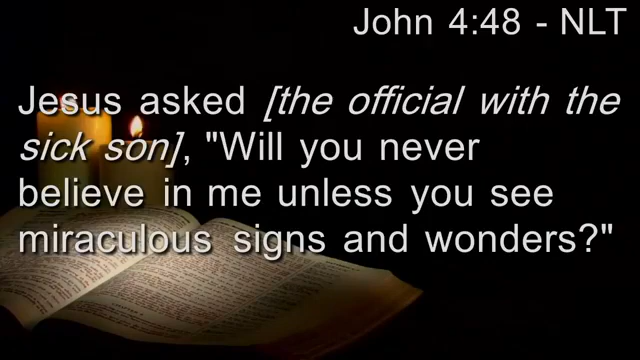 John 4:48 - NLT
Jesus asked [the official with the
sick son], "Will you never
believe in me unless you see
miraculous signs and wonders?"